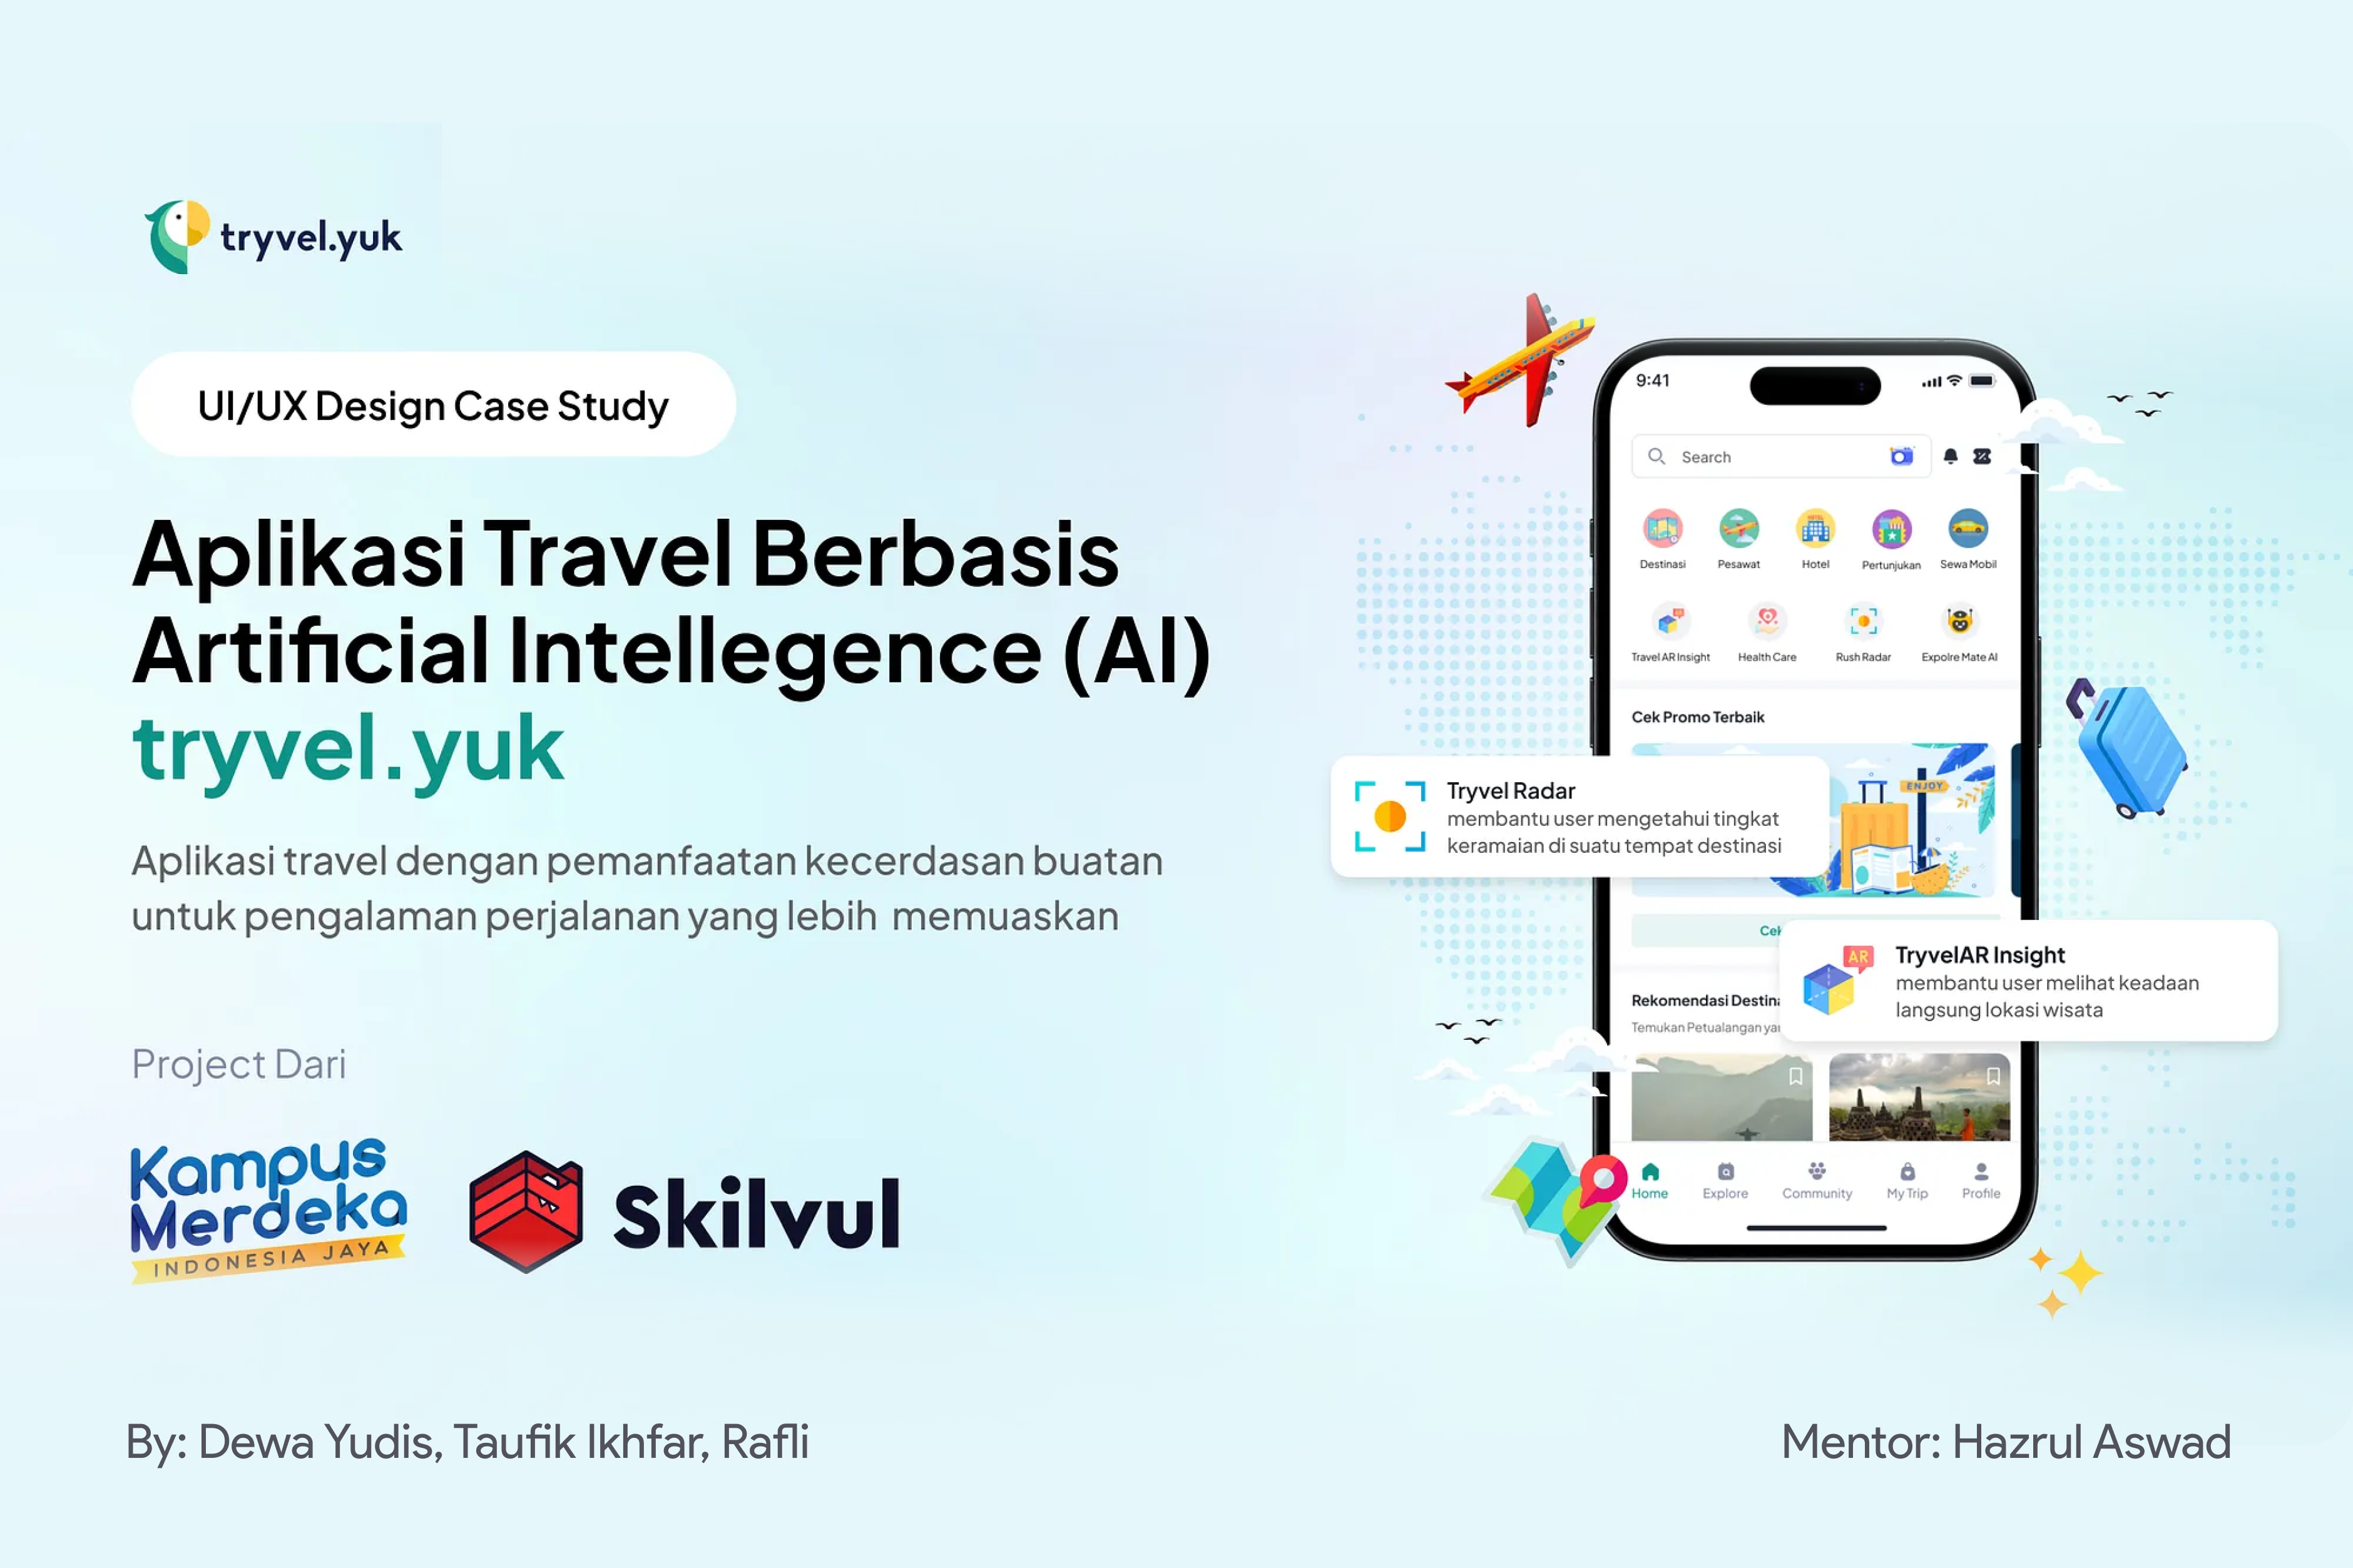 tryvel.yuk
UI/UX Design Case Study
Aplikasi Travel Berbasis
Artificial Intellegence (AI)
tryvel.yuk
Aplikasi travel dengan pemanfaatan kecerdasan buatan
untuk pengalaman perjalanan yang lebih memuaskan
Project Dari
Kampus
Merdeka
INDONESIA JAYA
Skilvul
By: Dewa Yudis, Taufik Ikhfar, Rafli
9:41
Search
Destinasi Pesawat Hotel Pertunjukan Sewa Mobil
Travel AR Insight Health Care Rush Radar Expolre Mate AI
Cek Promo Terbaik
ENJOY
Tryvel Radar
membantu user mengetahui tingkat
keramaian di suatu tempat destinasi
AR
TryvelAR Insight
membantu user melihat keadaan
langsung lokasi wisata
Rekomendasi
Temukan Petualangan
Home Explore Community My Trip Profile
Mentor: Hazrul Aswad